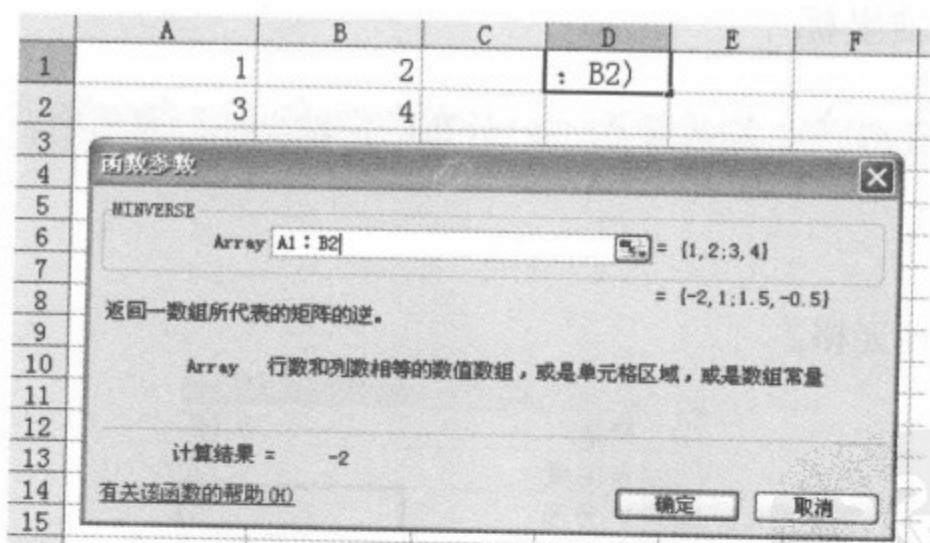 A B C D E F
1 1 2 : B2)
2 3 4
3
4 函数参数
5 MINVERSE
6 Array A1：B2 = {1,2;3,4}
7
8 返回一数组所代表的矩阵的逆。 = {-2,1;1.5,-0.5}
9
10 Array 行数和列数相等的数值数组，或是单元格区域，或是数组常量
11
12
13 计算结果 = -2
14 有关该函数的帮助(H) 确定 取消
15